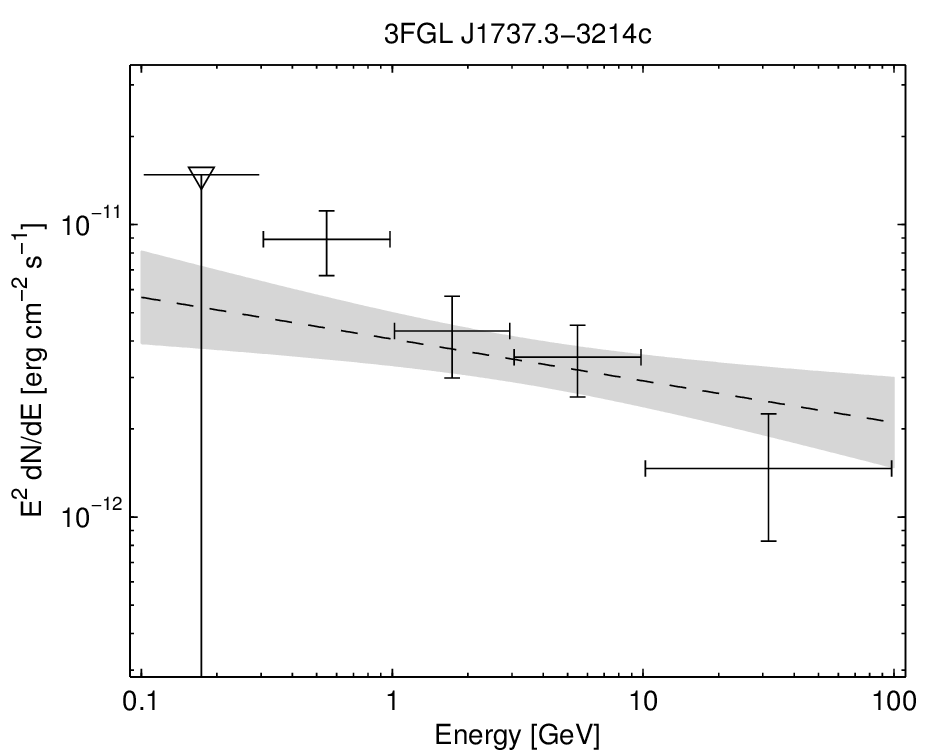 3FGL J1737.3−3214c
E² dN/dE [erg cm⁻² s⁻¹]
10⁻¹¹
10⁻¹²
0.1 1 10 100
Energy [GeV]